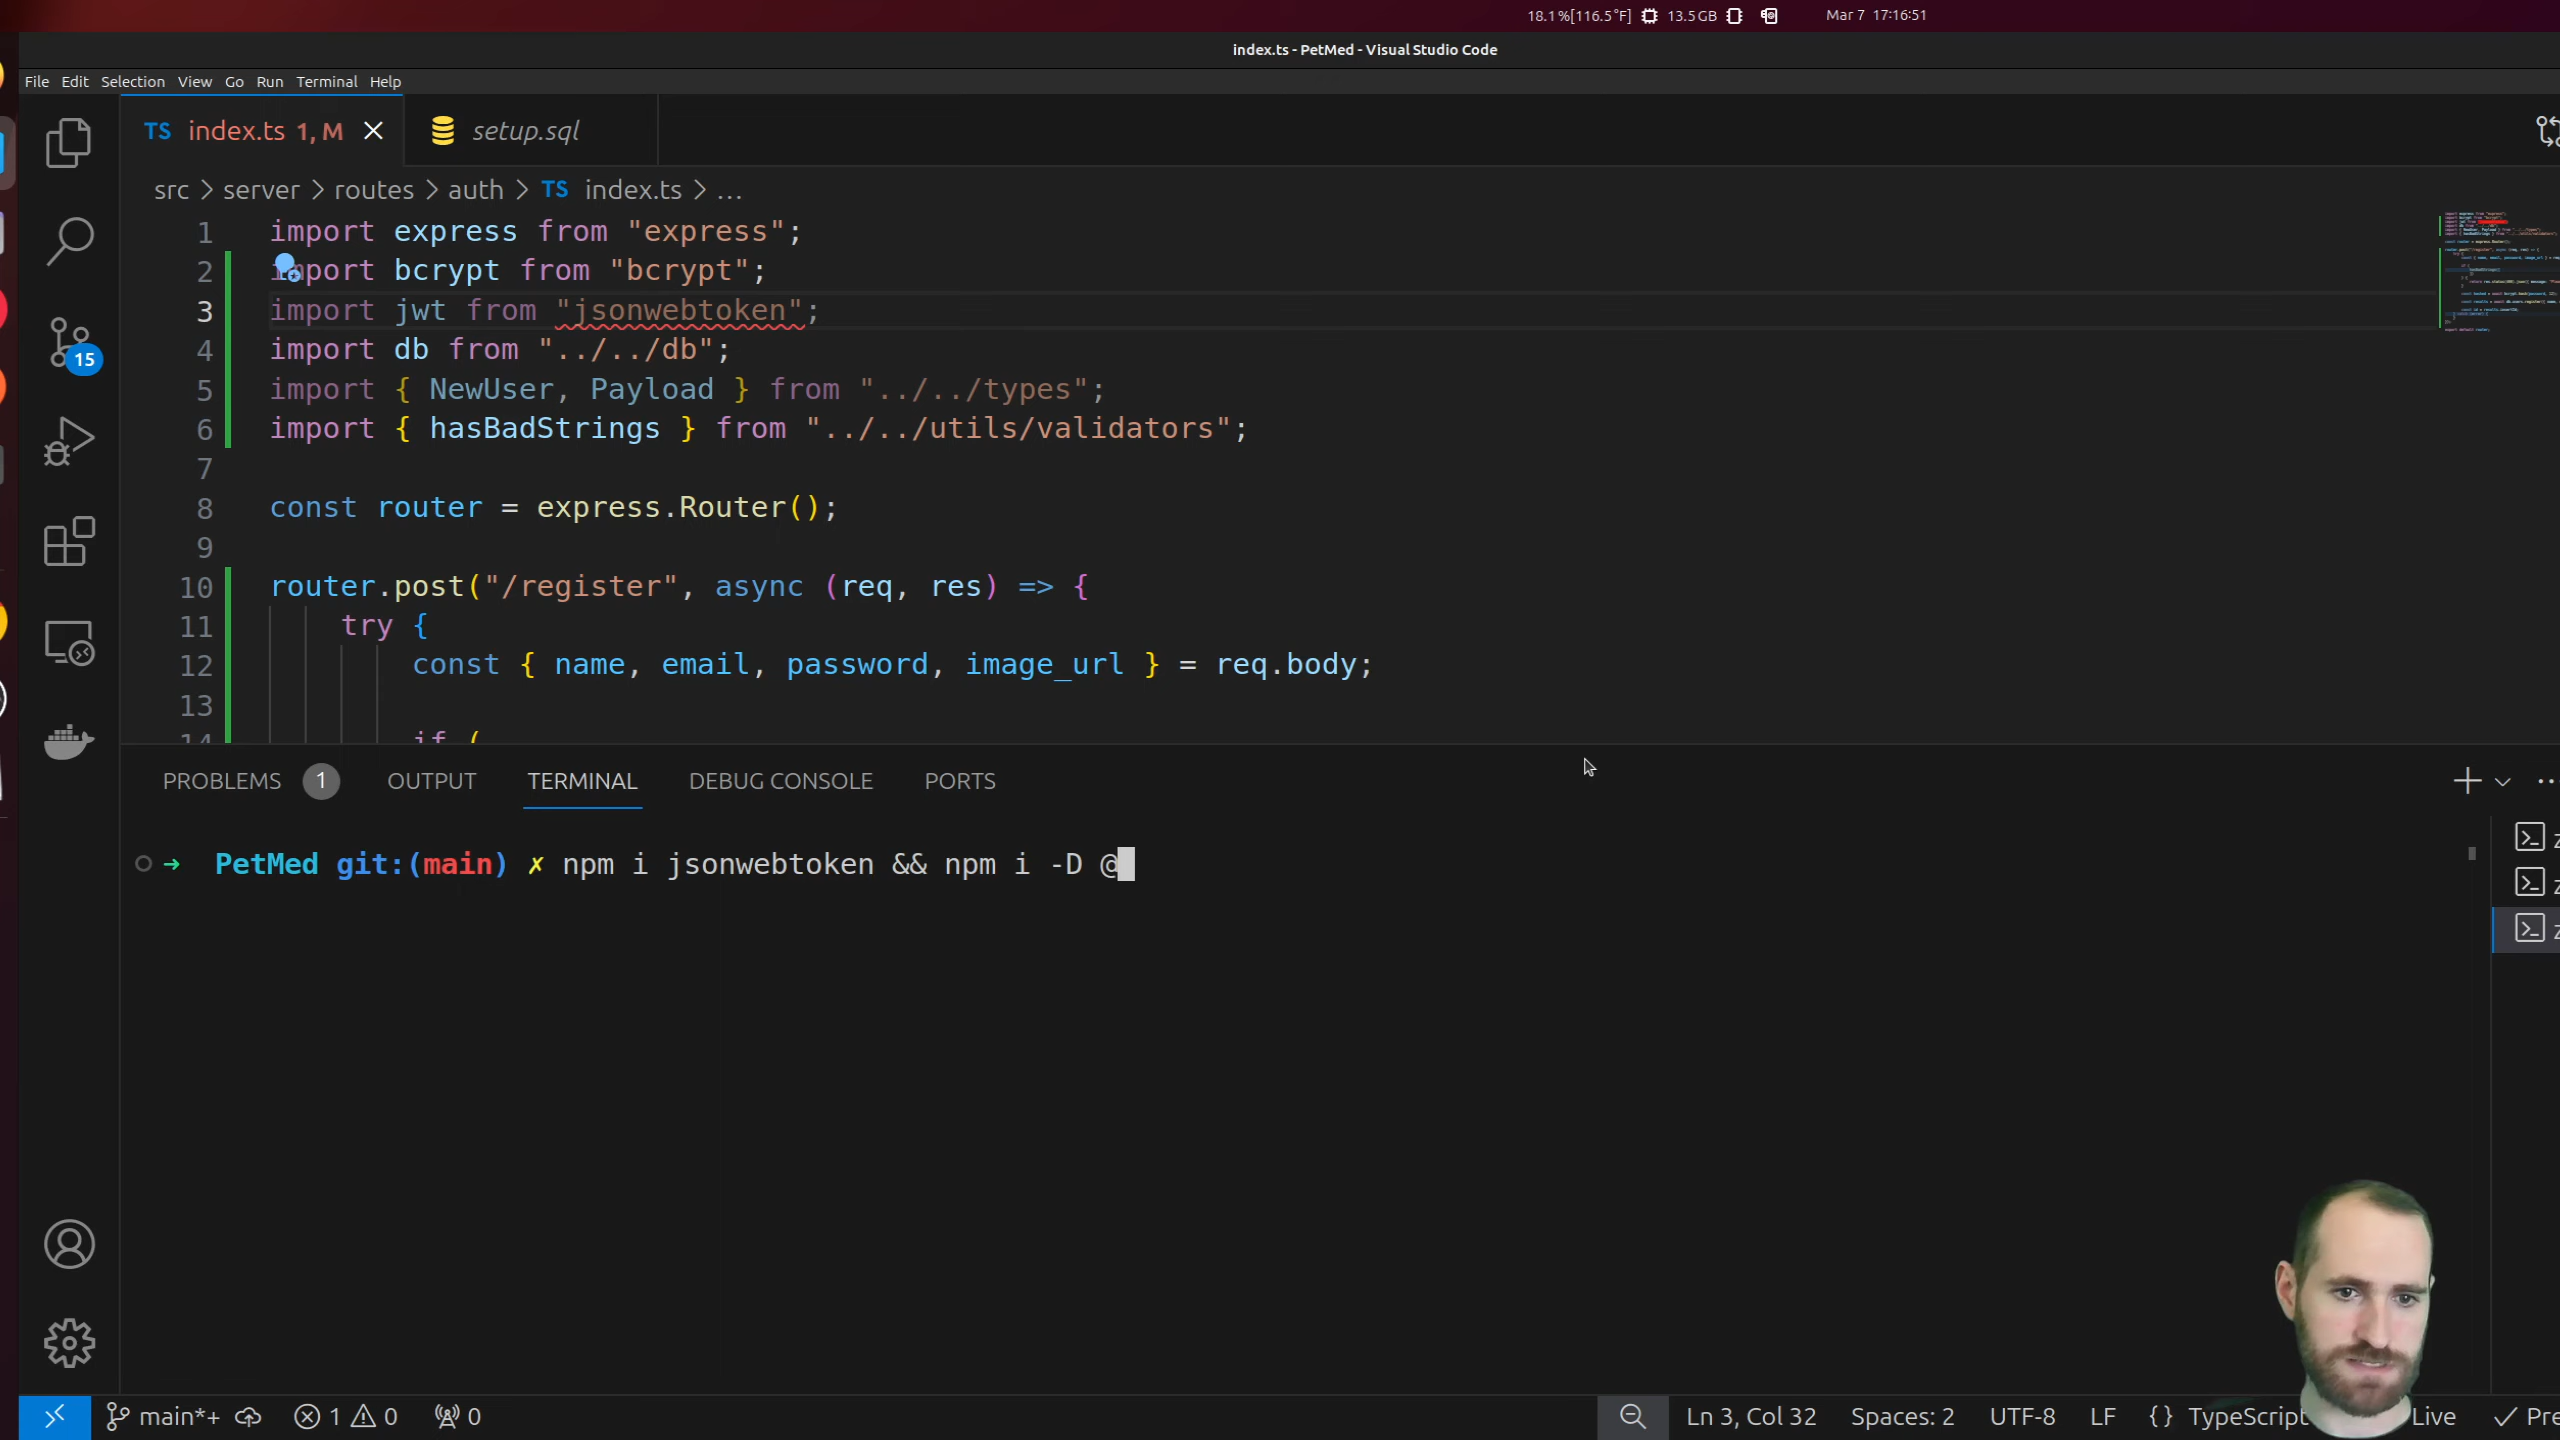 18.1%[116.5°F] 13.5GB Mar 7 17:16:51
index.ts - PetMed - Visual Studio Code
File Edit Selection View Go Run Terminal Help
TS index.ts 1, M setup.sql
src > server > routes > auth > TS index.ts > ...
1 import express from "express";
2 import bcrypt from "bcrypt";
3 import jwt from "jsonwebtoken";
4 import db from "../../db";
5 import { NewUser, Payload } from "../../types";
6 import { hasBadStrings } from "../../utils/validators";
7
8 const router = express.Router();
9
10 router.post("/register", async (req, res) => {
11 try {
12 const { name, email, password, image_url } = req.body;
13
14 if (
15
PROBLEMS 1 OUTPUT TERMINAL DEBUG CONSOLE PORTS
➜ PetMed git:(main) ✗ npm i jsonwebtoken && npm i -D @
main*+ 1 0 0 Ln 3, Col 32 Spaces: 2 UTF-8 LF {} TypeScript Live